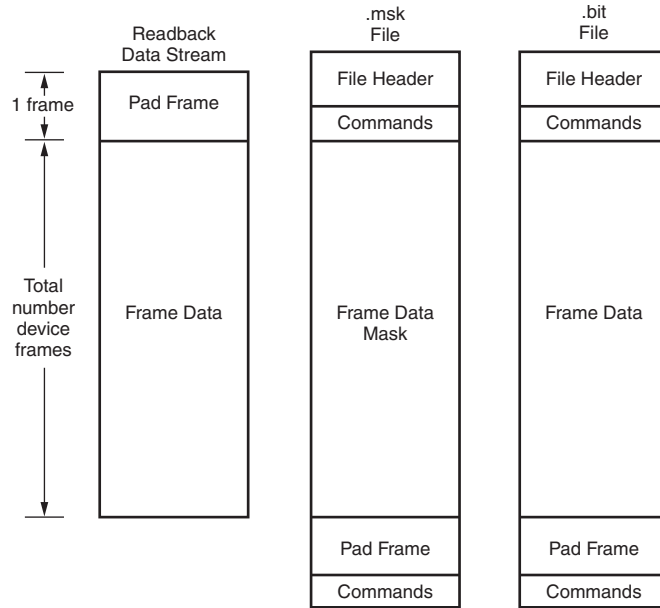 Readback
Data Stream
1 frame
Pad Frame
Total
number
device
frames
Frame Data
.msk
File
File Header
Commands
Frame Data
Mask
Pad Frame
Commands
.bit
File
File Header
Commands
Frame Data
Pad Frame
Commands